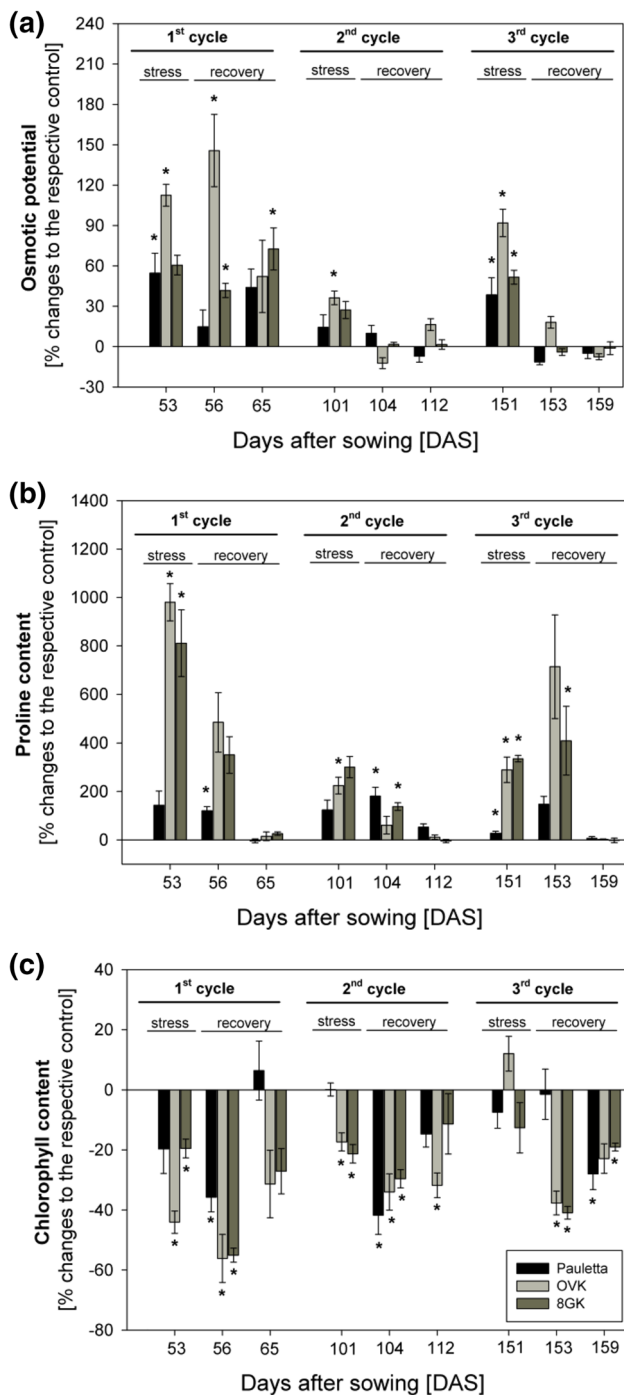 (a)
1st cycle 2nd cycle 3rd cycle
stress recovery stress recovery stress recovery
Osmotic potential
[% changes to the respective control]
240
210
180
150
120
90
60
30
0
-30
* * * * * * * * *
53 56 65 101 104 112 151 153 159
Days after sowing [DAS]
(b)
1st cycle 2nd cycle 3rd cycle
stress recovery stress recovery stress recovery
Proline content
[% changes to the respective control]
1400
1200
1000
800
600
400
200
0
* * * * * * * * * *
53 56 65 101 104 112 151 153 159
Days after sowing [DAS]
(c)
1st cycle 2nd cycle 3rd cycle
stress recovery stress recovery stress recovery
Chlorophyll content
[% changes to the respective control]
40
20
0
-20
-40
-60
-80
* * * * * * * * * * * * * * *
Pauletta
OVK
8GK
53 56 65 101 104 112 151 153 159
Days after sowing [DAS]